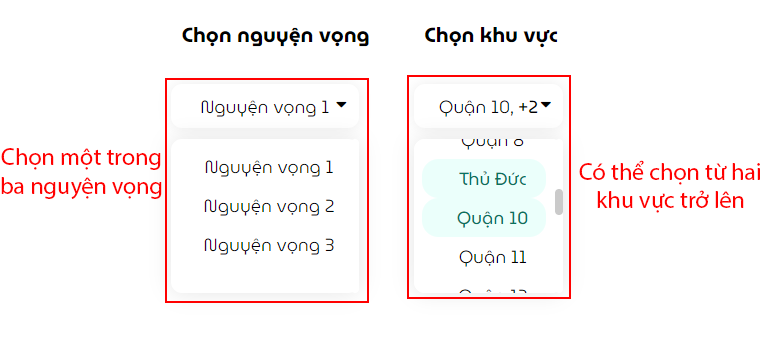 Chọn nguyện vọng
Chọn khu vực
Nguyện vọng 1
Quận 10, +2
Quận 8
Nguyện vọng 1
Thủ Đức
Nguyện vọng 2
Quận 10
Nguyện vọng 3
Quận 11
Quận 12
Chọn một trong
ba nguyện vọng
Có thể chọn từ hai
khu vực trở lên